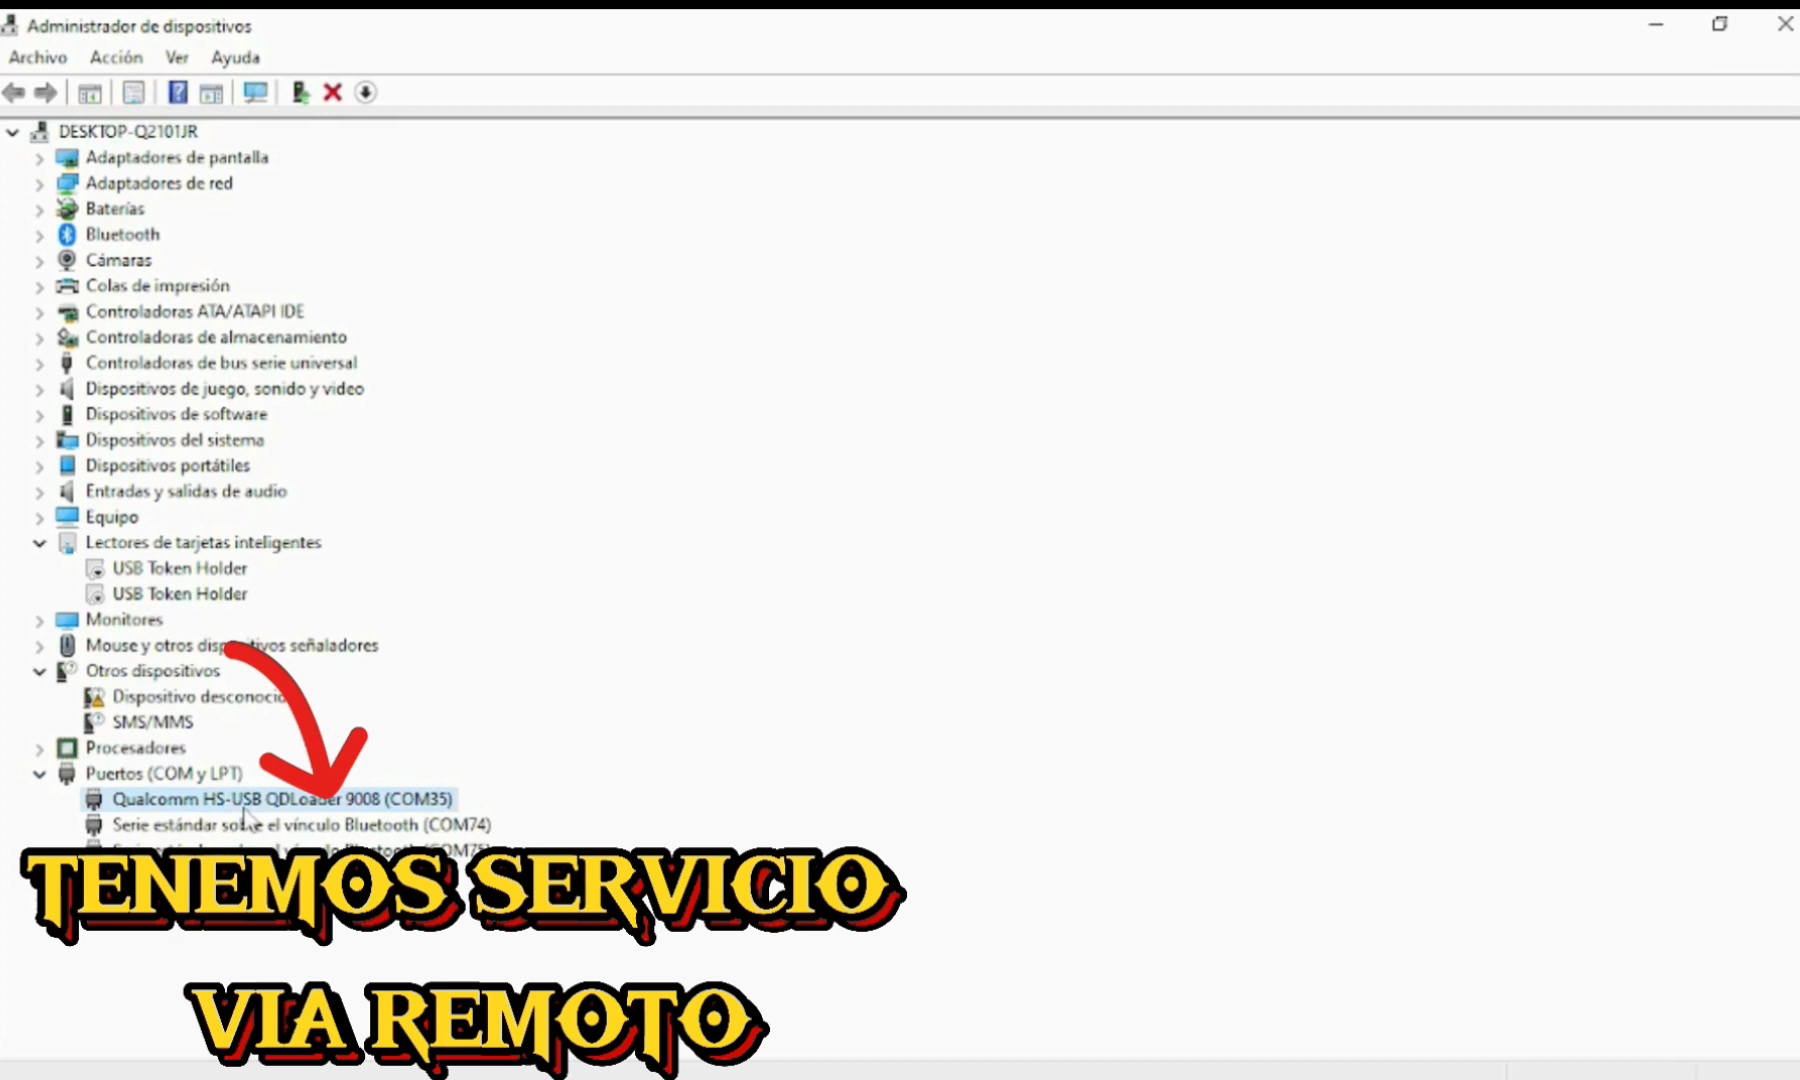 Administrador de dispositivos
Archivo Acción Ver Ayuda
DESKTOP-Q2101JR
Adaptadores de pantalla
Adaptadores de red
Baterías
Bluetooth
Cámaras
Colas de impresión
Controladoras ATA/ATAPI IDE
Controladoras de almacenamiento
Controladoras de bus serie universal
Dispositivos de juego, sonido y video
Dispositivos de software
Dispositivos del sistema
Dispositivos portátiles
Entradas y salidas de audio
Equipo
Lectores de tarjetas inteligentes
USB Token Holder
USB Token Holder
Monitores
Mouse y otros dispositivos señaladores
Otros dispositivos
Dispositivo
SMS/MMS
Procesadores
Puertos (COM y LPT)
Qualcomm HS-USB QDLoader 9008 (COM35)
Serie estándar sobre el vínculo Bluetooth (COM74)
TENEMOS SERVICIO
VIA REMOTO